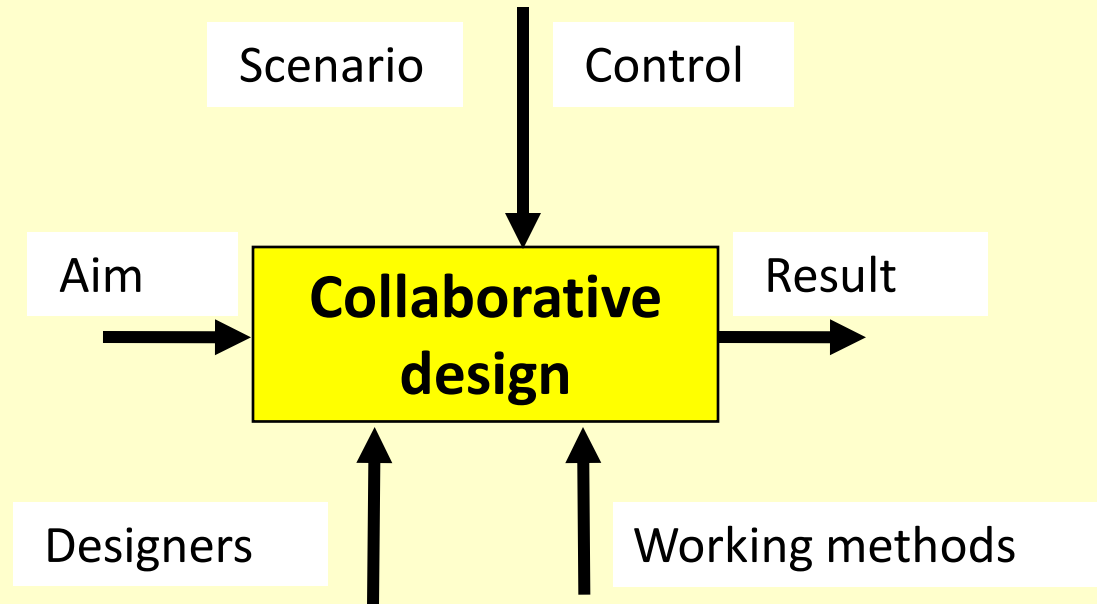 Scenario
Control
Aim
Result
Collaborative
design
Designers
Working methods